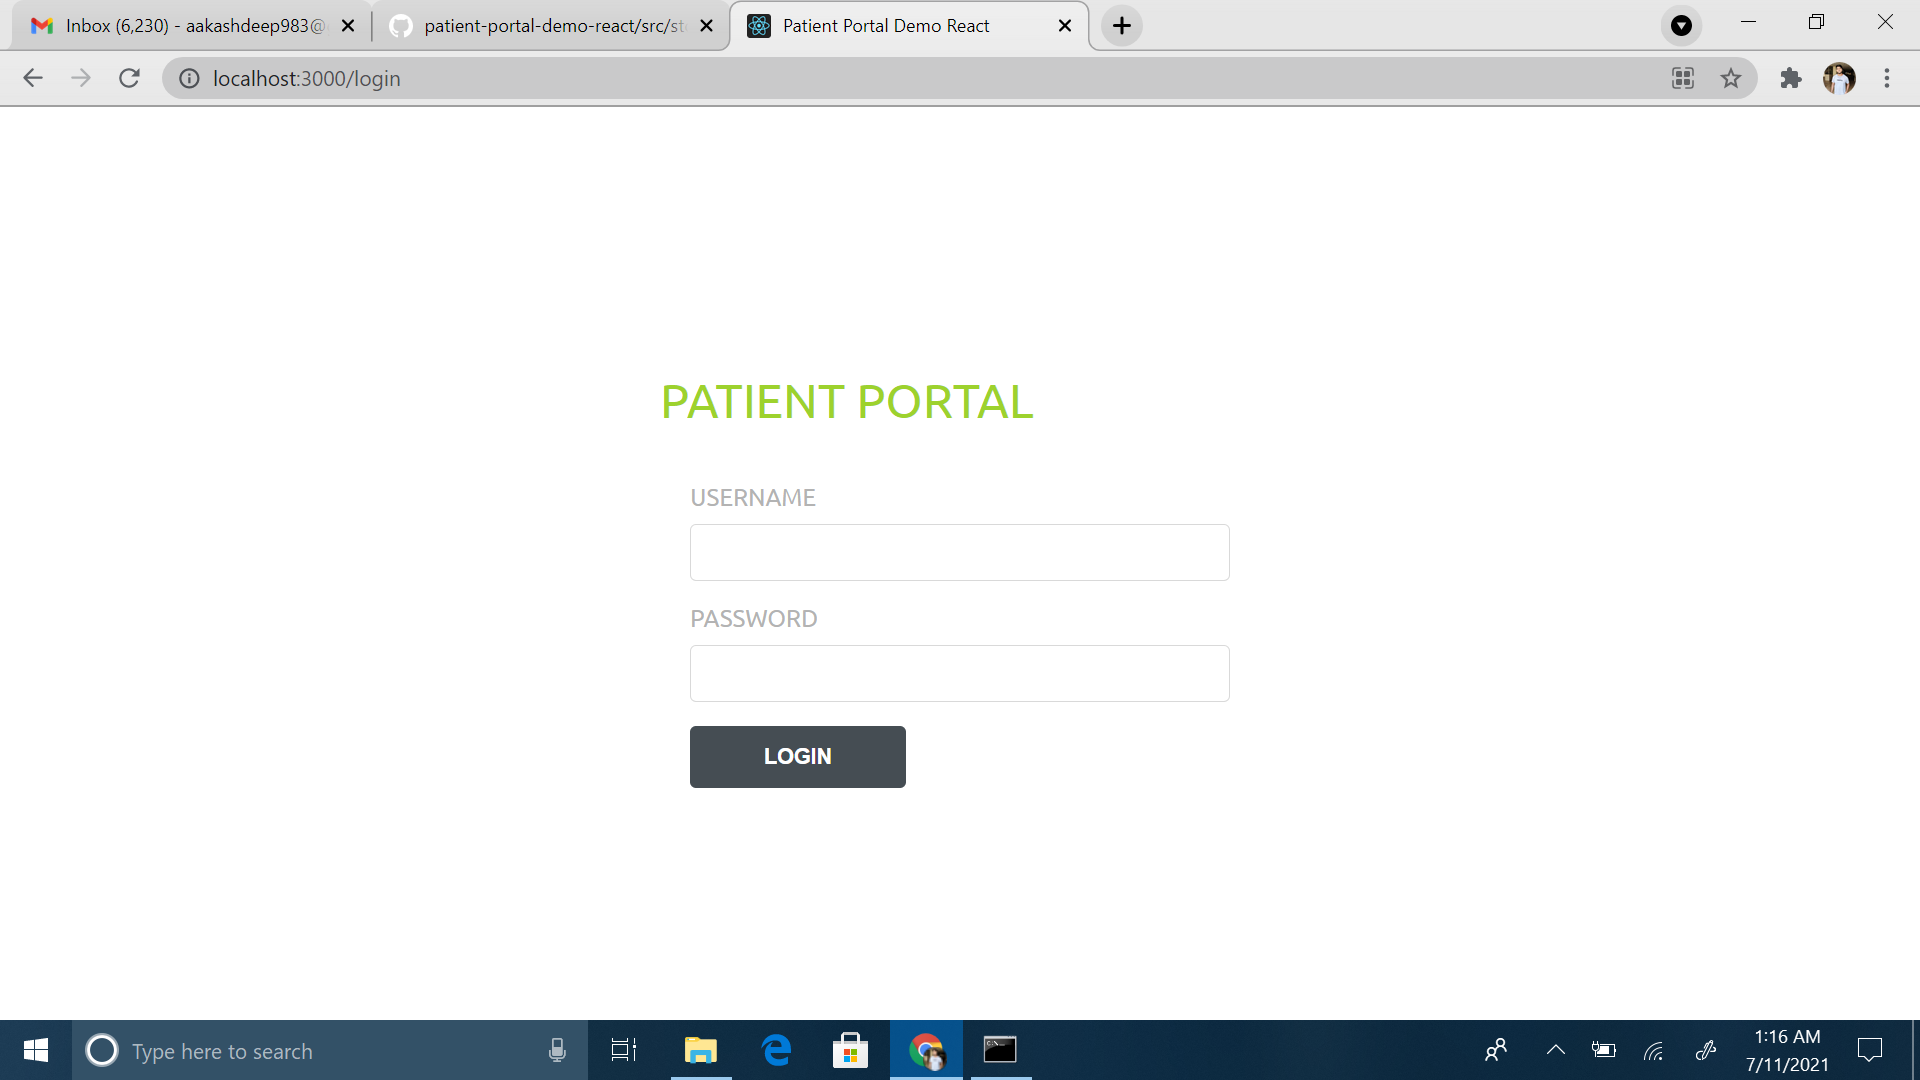 Inbox (6,230) - aakashdeep983@
patient-portal-demo-react/src/st
Patient Portal Demo React
localhost:3000/login
PATIENT PORTAL
USERNAME
PASSWORD
LOGIN
Type here to search
1:16 AM
7/11/2021